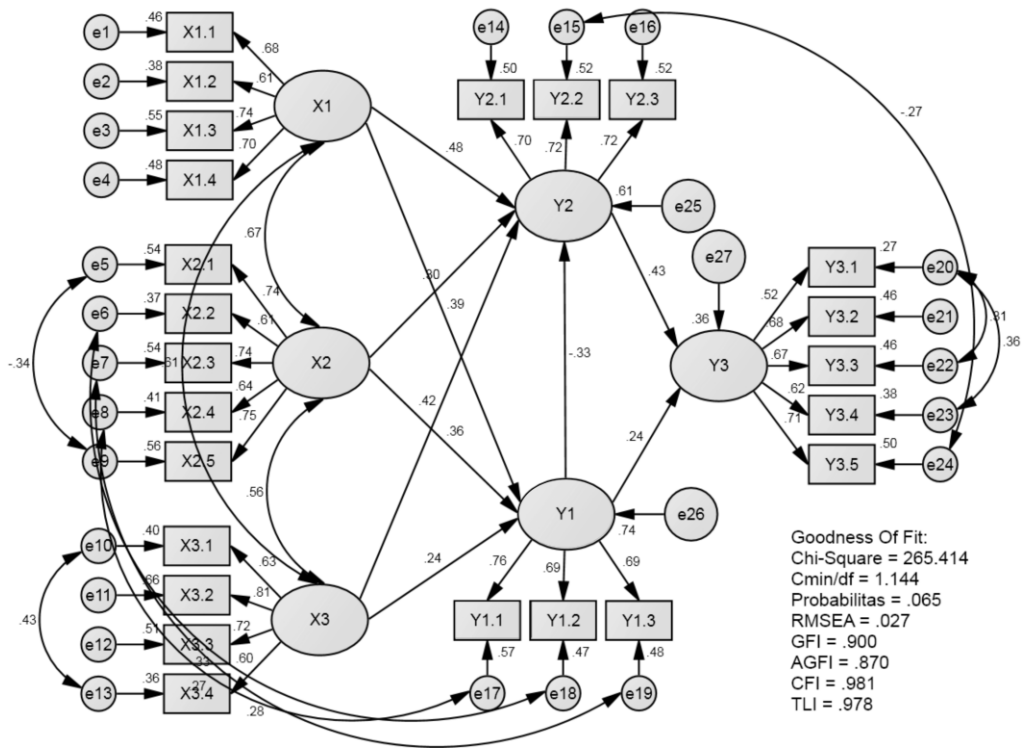 e1 .46 X1.1 .68
e2 .38 X1.2 .61
e3 .55 X1.3 .74
e4 .48 X1.4 .70
X1
e14 e15 e16
.50 .52 .52
Y2.1 Y2.2 Y2.3
.70 .72 .72
-.27
.48
Y2 .61 e25
.67
e5 .54 X2.1 .74
e6 .37 X2.2 .61
e7 .54 .61 X2.3 .74
e8 .41 X2.4 .64
e9 .56 X2.5 .75
-.34
X2
.30
.39
-.33
.42
.36
.43
e27
.36
Y3
.24
.52 Y3.1 .27 e20
.68 Y3.2 .46 e21 .31
.67 Y3.3 .46 e22 .36
.62 Y3.4 .38 e23
.71 Y3.5 .50 e24
.56
Y1 .74 e26
.24
e10 .40 X3.1 .63
e11 .66 X3.2 .81
e12 .51 X3.3 .72
.33 .60
e13 .36 X3.4
.27
.28
.43
X3
.76 .69 .69
Y1.1 Y1.2 Y1.3
.57 .47 .48
e17 e18 e19
Goodness Of Fit:
Chi-Square = 265.414
Cmin/df = 1.144
Probabilitas = .065
RMSEA = .027
GFI = .900
AGFI = .870
CFI = .981
TLI = .978